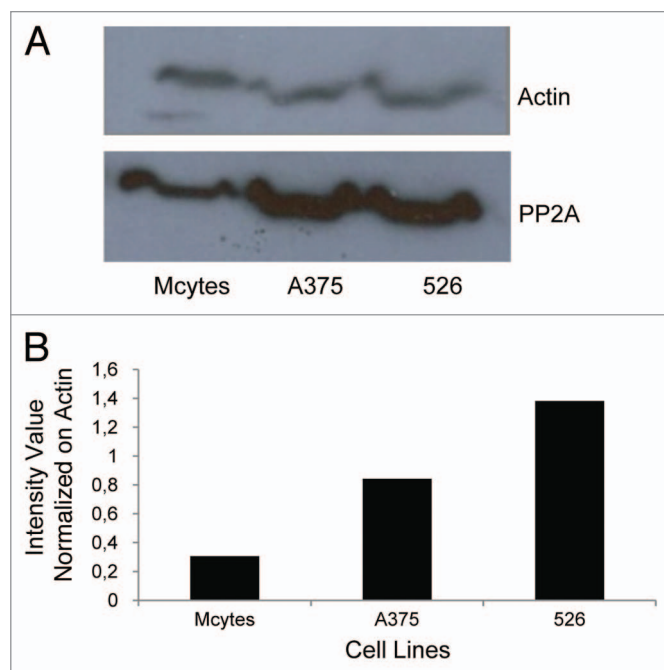 A
Actin
PP2A
Mcytes A375 526
B
Intensity Value
Normalized on Actin
1,6
1,4
1,2
1
0,8
0,6
0,4
0,2
0
Mcytes A375 526
Cell Lines